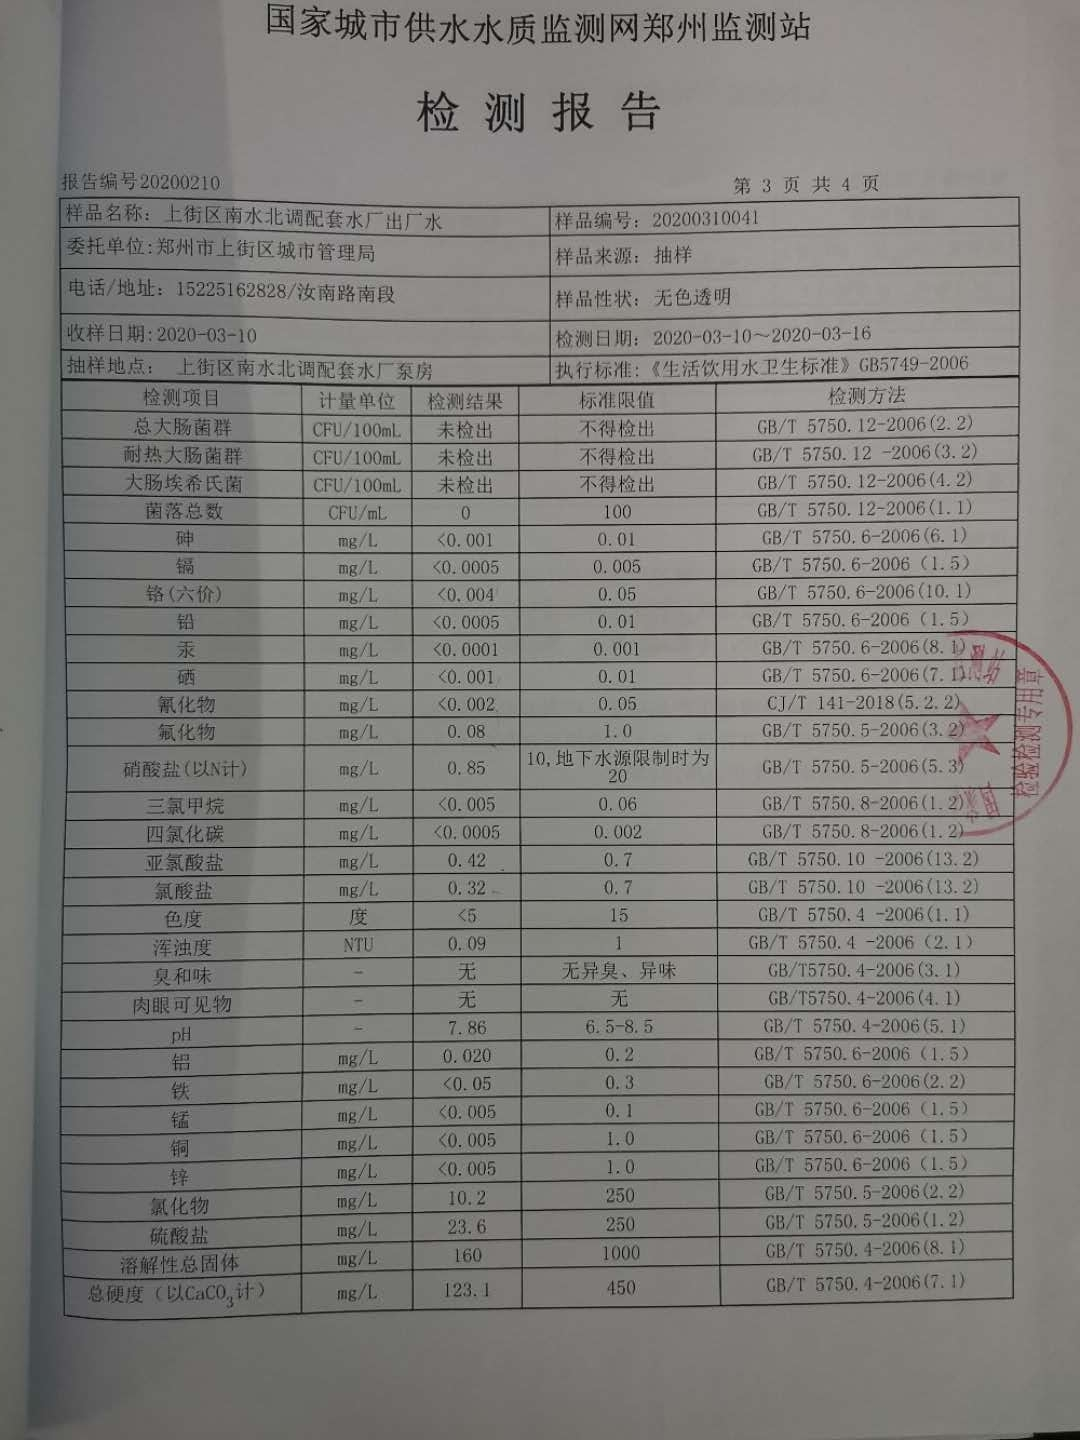 国家城市供水水质监测网郑州监测站
检测报告
报告编号20200210 第 3 页 共 4 页
样品名称：上街区南水北调配套水厂出厂水 样品编号：20200310041
委托单位:郑州市上街区城市管理局 样品来源：抽样
电话/地址：15225162828/汝南路南段 样品性状：无色透明
收样日期:2020-03-10 检测日期：2020-03-10～2020-03-16
抽样地点： 上街区南水北调配套水厂泵房 执行标准:《生活饮用水卫生标准》GB5749-2006
检测项目 计量单位 检测结果 标准限值 检测方法
总大肠菌群 CFU/100mL 未检出 不得检出 GB/T 5750.12-2006(2.2)
耐热大肠菌群 CFU/100mL 未检出 不得检出 GB/T 5750.12 -2006(3.2)
大肠埃希氏菌 CFU/100mL 未检出 不得检出 GB/T 5750.12-2006(4.2)
菌落总数 CFU/mL 0 100 GB/T 5750.12-2006(1.1)
砷 mg/L <0.001 0.01 GB/T 5750.6-2006(6.1)
镉 mg/L <0.0005 0.005 GB/T 5750.6-2006（1.5）
铬(六价) mg/L <0.004 0.05 GB/T 5750.6-2006(10.1)
铅 mg/L <0.0005 0.01 GB/T 5750.6-2006（1.5）
汞 mg/L <0.0001 0.001 GB/T 5750.6-2006(8.1)
硒 mg/L <0.001 0.01 GB/T 5750.6-2006(7.1)
氰化物 mg/L <0.002 0.05 CJ/T 141-2018(5.2.2)
氟化物 mg/L 0.08 1.0 GB/T 5750.5-2006(3.2)
硝酸盐(以N计) mg/L 0.85 10,地下水源限制时为20 GB/T 5750.5-2006(5.3)
三氯甲烷 mg/L <0.005 0.06 GB/T 5750.8-2006(1.2)
四氯化碳 mg/L <0.0005 0.002 GB/T 5750.8-2006(1.2)
亚氯酸盐 mg/L 0.42 0.7 GB/T 5750.10 -2006(13.2)
氯酸盐 mg/L 0.32 0.7 GB/T 5750.10 -2006(13.2)
色度 度 <5 15 GB/T 5750.4 -2006(1.1)
浑浊度 NTU 0.09 1 GB/T 5750.4 -2006（2.1）
臭和味 - 无 无异臭、异味 GB/T5750.4-2006(3.1)
肉眼可见物 - 无 无 GB/T5750.4-2006(4.1)
pH - 7.86 6.5-8.5 GB/T 5750.4-2006(5.1)
铝 mg/L 0.020 0.2 GB/T 5750.6-2006（1.5）
铁 mg/L <0.05 0.3 GB/T 5750.6-2006(2.2)
锰 mg/L <0.005 0.1 GB/T 5750.6-2006（1.5）
铜 mg/L <0.005 1.0 GB/T 5750.6-2006（1.5）
锌 mg/L <0.005 1.0 GB/T 5750.6-2006（1.5）
氯化物 mg/L 10.2 250 GB/T 5750.5-2006(2.2)
硫酸盐 mg/L 23.6 250 GB/T 5750.5-2006(1.2)
溶解性总固体 mg/L 160 1000 GB/T 5750.4-2006(8.1)
总硬度（以CaCO₃计） mg/L 123.1 450 GB/T 5750.4-2006(7.1)
检验检测专用章